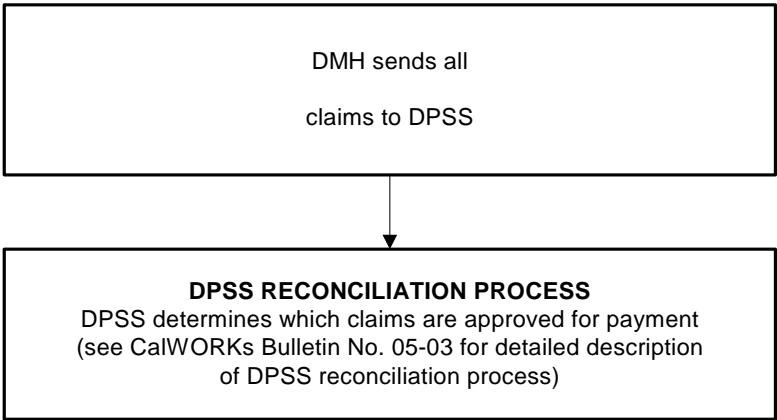 DMH sends all
claims to DPSS
DPSS RECONCILIATION PROCESS
DPSS determines which claims are approved for payment
(see CalWORKs Bulletin No. 05-03 for detailed description
of DPSS reconciliation process)